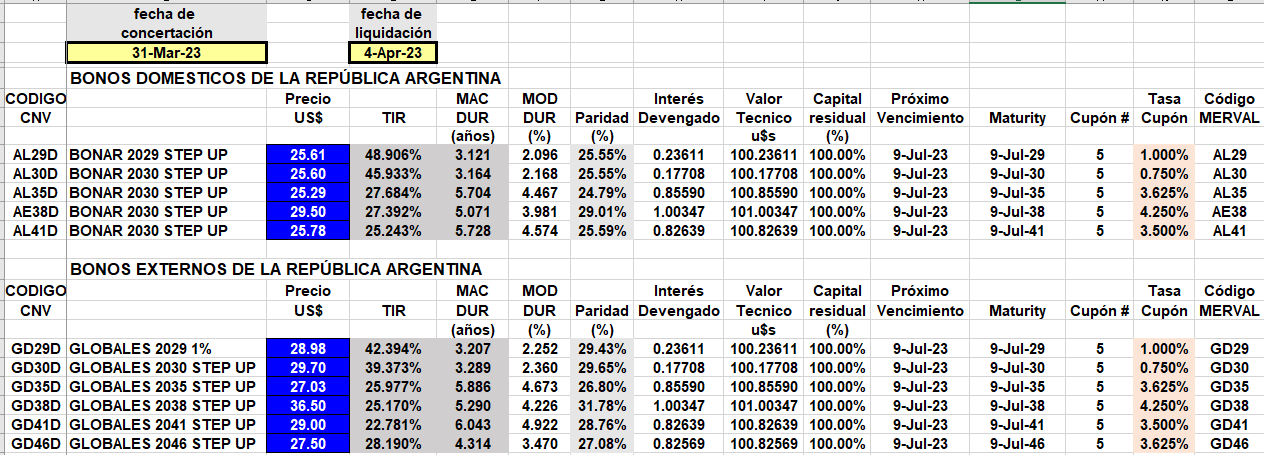 fecha de concertación fecha de liquidación
31-Mar-23 4-Apr-23
BONOS DOMESTICOS DE LA REPÚBLICA ARGENTINA
CODIGO Precio MAC MOD Interés Valor Capital Próximo Tasa Código
CNV US$ TIR DUR DUR Paridad Devengado Tecnico residual Vencimiento Maturity Cupón # Cupón MERVAL
(años) (%) (%) u$s (%)
AL29D BONAR 2029 STEP UP 25.61 48.906% 3.121 2.096 25.55% 0.23611 100.23611 100.00% 9-Jul-23 9-Jul-29 5 1.000% AL29
AL30D BONAR 2030 STEP UP 25.60 45.933% 3.164 2.168 25.55% 0.17708 100.17708 100.00% 9-Jul-23 9-Jul-30 5 0.750% AL30
AL35D BONAR 2030 STEP UP 25.29 27.684% 5.704 4.467 24.79% 0.85590 100.85590 100.00% 9-Jul-23 9-Jul-35 5 3.625% AL35
AE38D BONAR 2030 STEP UP 29.50 27.392% 5.071 3.981 29.01% 1.00347 101.00347 100.00% 9-Jul-23 9-Jul-38 5 4.250% AE38
AL41D BONAR 2030 STEP UP 25.78 25.243% 5.728 4.574 25.59% 0.82639 100.82639 100.00% 9-Jul-23 9-Jul-41 5 3.500% AL41
BONOS EXTERNOS DE LA REPÚBLICA ARGENTINA
CODIGO Precio MAC MOD Interés Valor Capital Próximo Tasa Código
CNV US$ TIR DUR DUR Paridad Devengado Tecnico residual Vencimiento Maturity Cupón # Cupón MERVAL
(años) (%) (%) u$s (%)
GD29D GLOBALES 2029 1% 28.98 42.394% 3.207 2.252 29.43% 0.23611 100.23611 100.00% 9-Jul-23 9-Jul-29 5 1.000% GD29
GD30D GLOBALES 2030 STEP UP 29.70 39.373% 3.289 2.360 29.65% 0.17708 100.17708 100.00% 9-Jul-23 9-Jul-30 5 0.750% GD30
GD35D GLOBALES 2035 STEP UP 27.03 25.977% 5.886 4.673 26.80% 0.85590 100.85590 100.00% 9-Jul-23 9-Jul-35 5 3.625% GD35
GD38D GLOBALES 2038 STEP UP 36.50 25.170% 5.290 4.226 31.78% 1.00347 101.00347 100.00% 9-Jul-23 9-Jul-38 5 4.250% GD38
GD41D GLOBALES 2041 STEP UP 29.00 22.781% 6.043 4.922 28.76% 0.82639 100.82639 100.00% 9-Jul-23 9-Jul-41 5 3.500% GD41
GD46D GLOBALES 2046 STEP UP 27.50 28.190% 4.314 3.470 27.08% 0.82569 100.82569 100.00% 9-Jul-23 9-Jul-46 5 3.625% GD46